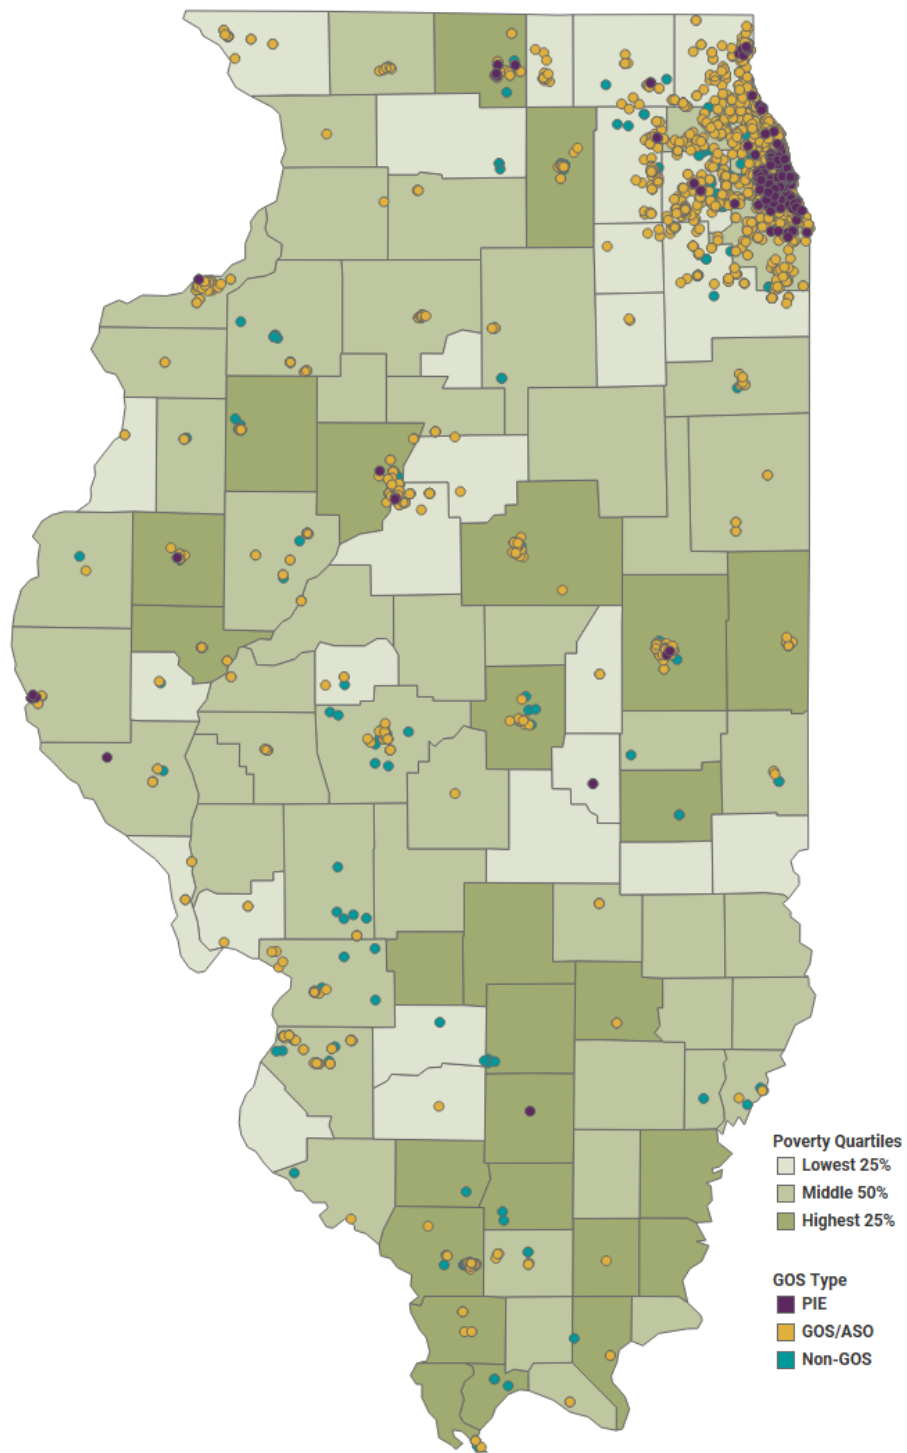 Poverty Quartiles
Lowest 25%
Middle 50%
Highest 25%
GOS Type
PIE
GOS/ASO
Non-GOS